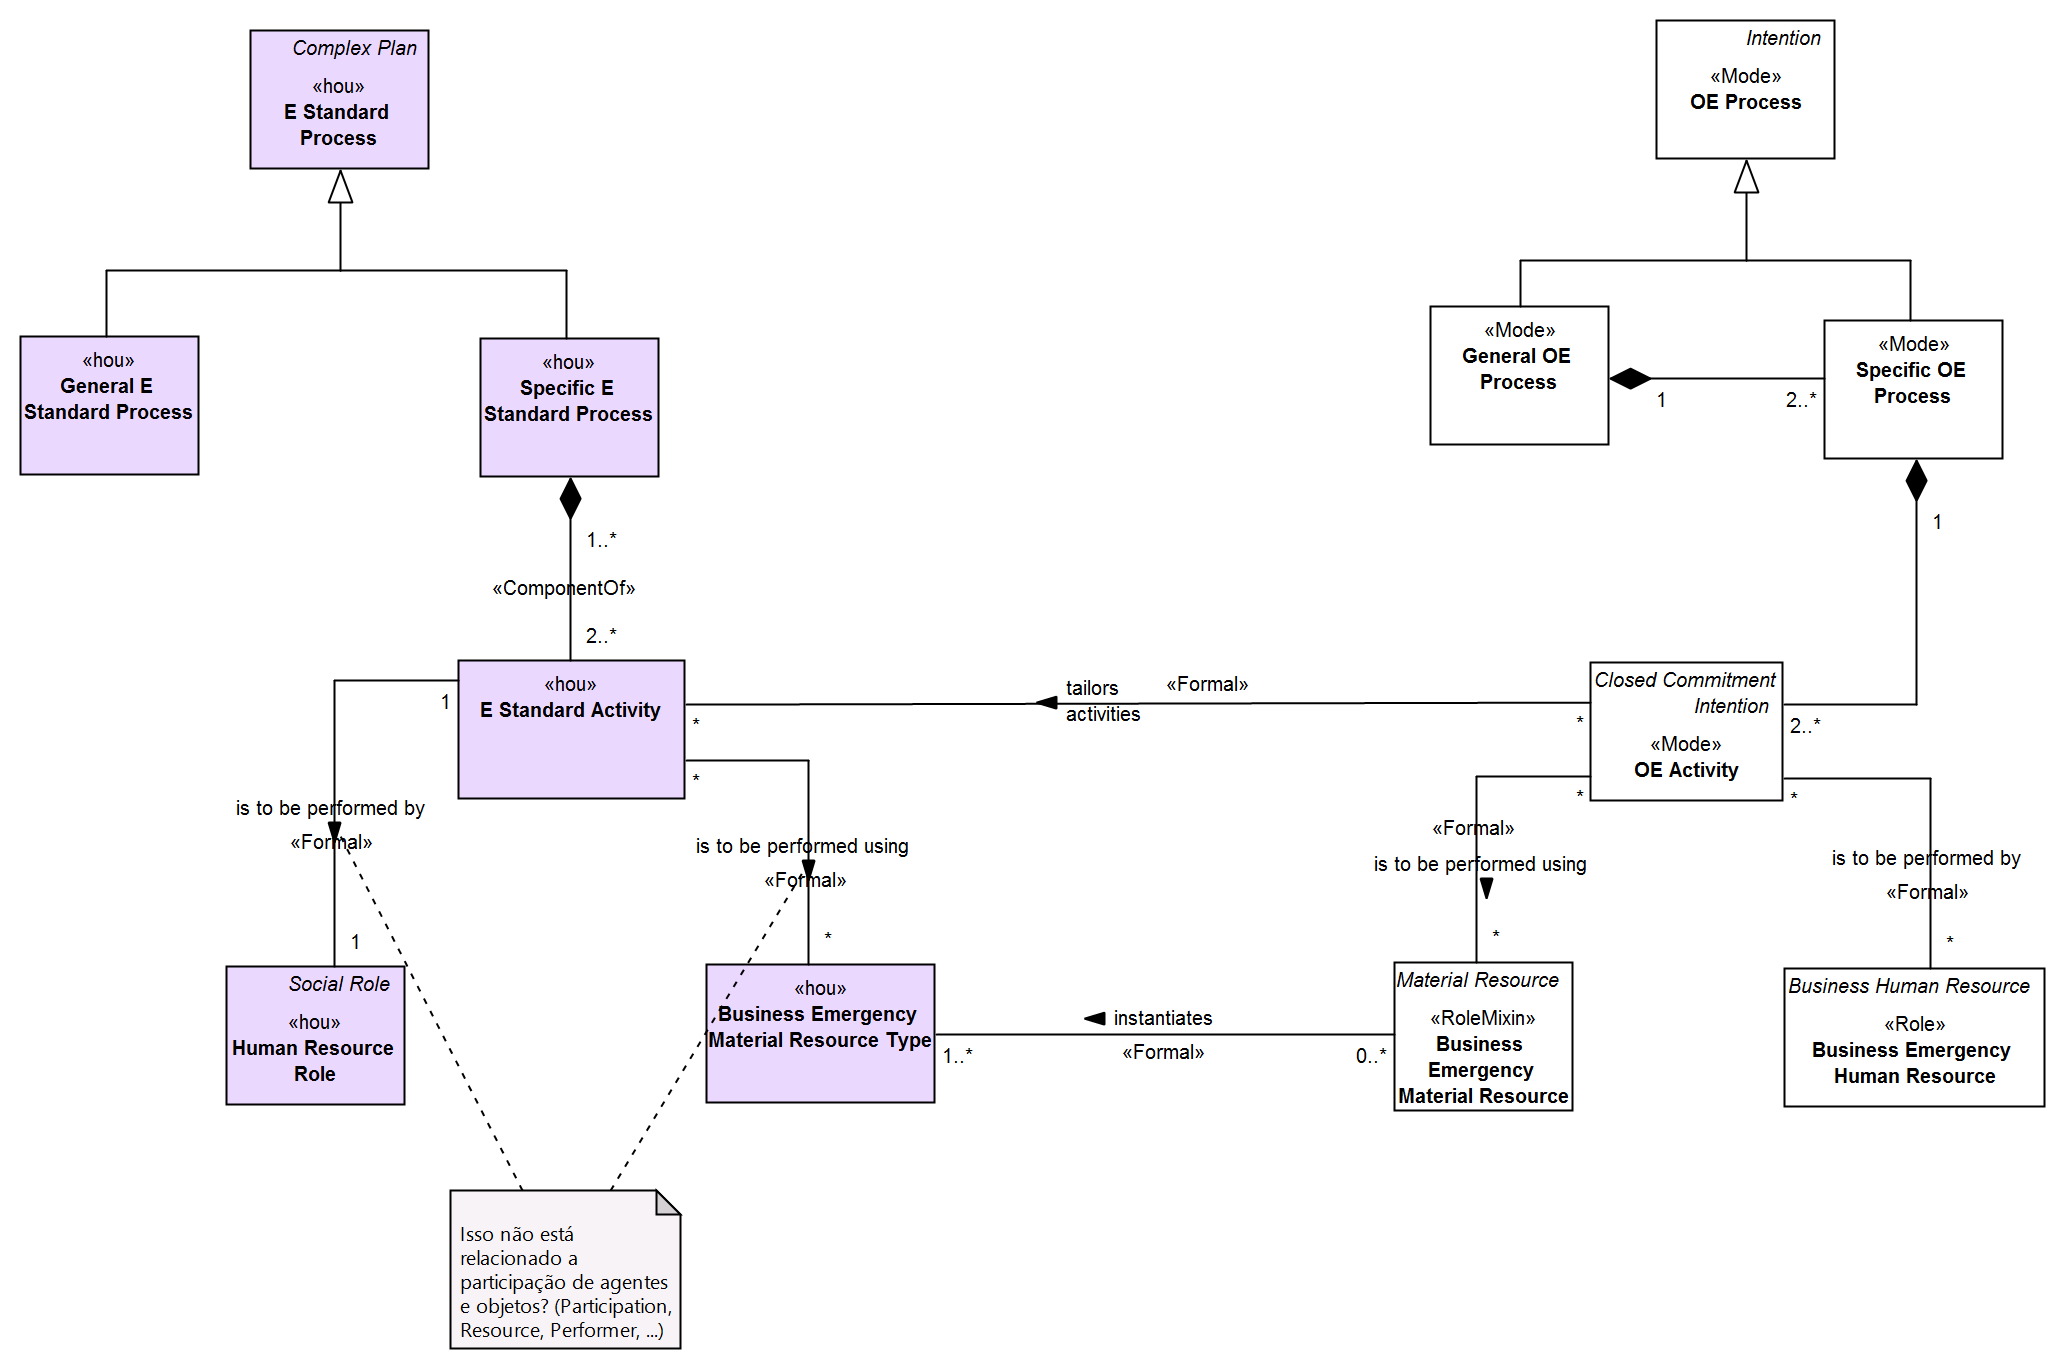 Complex Plan
«hou»
E Standard
Process
Intention
«Mode»
OE Process
«hou»
General E
Standard Process
«hou»
Specific E
Standard Process
«Mode»
General OE
Process
1
2..*
«Mode»
Specific OE
Process
1..*
«ComponentOf»
2..*
1
1
«hou»
E Standard Activity
*
*
tailors
activities
«Formal»
*
*
Closed Commitment
Intention
«Mode»
OE Activity
2..*
*
is to be performed by
«Formal»
1
is to be performed using
«Formal»
*
«Formal»
is to be performed using
*
is to be performed by
«Formal»
*
Social Role
«hou»
Human Resource
Role
«hou»
Business Emergency
Material Resource Type
instantiates
1..*
«Formal»
0..*
Material Resource
«RoleMixin»
Business
Emergency
Material Resource
Business Human Resource
«Role»
Business Emergency
Human Resource
Isso não está
relacionado a
participação de agentes
e objetos? (Participation,
Resource, Performer, ...)